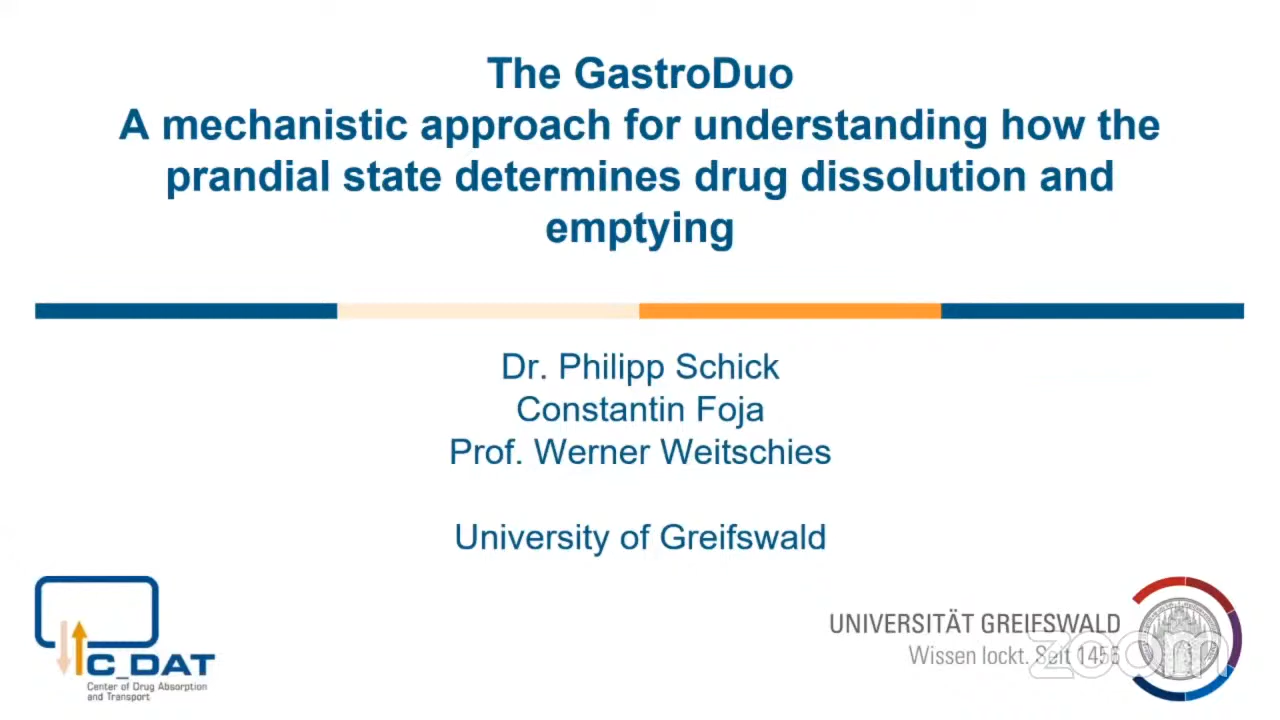 The GastroDuo
A mechanistic approach for understanding how the
prandial state determines drug dissolution and
emptying
Dr. Philipp Schick
Constantin Foja
Prof. Werner Weitschies
University of Greifswald
C_DAT
Center of Drug Absorption
and Transport
UNIVERSITÄT GREIFSWALD
Wissen lockt. Seit 1456
zoom